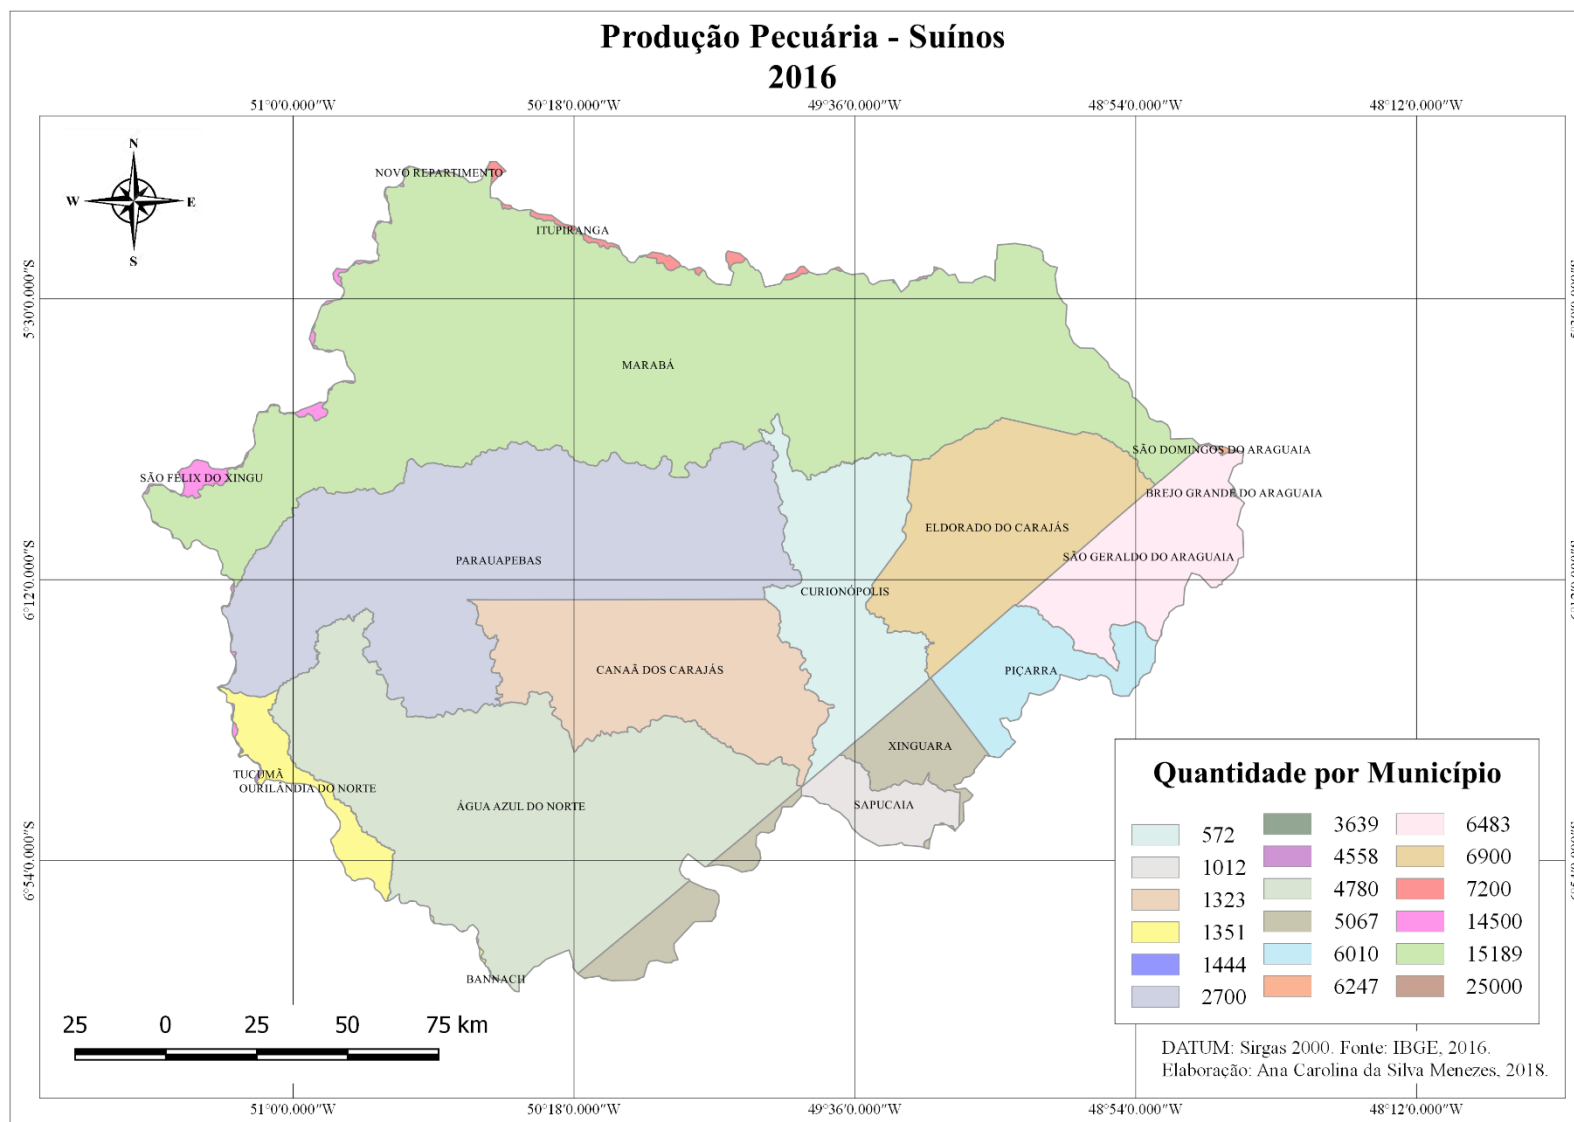 Produção Pecuária - Suínos
2016
51°0'0.000"W
50°18'0.000"W
49°36'0.000"W
48°54'0.000"W
48°12'0.000"W
N
W
E
S
5°30'0.000"S
6°12'0.000"S
6°54'0.000"S
NOVO REPARTIMENTO
ITUPIRANGA
MARABÁ
SÃO DOMINGOS DO ARAGUAIA
SÃO FÉLIX DO XINGU
BREJO GRANDE DO ARAGUAIA
ELDORADO DO CARAJÁS
SÃO GERALDO DO ARAGUAIA
PARAUAPEBAS
CURIONÓPOLIS
CANAÃ DOS CARAJÁS
PIÇARRA
XINGUARA
TUCUMÃ
OURILÂNDIA DO NORTE
ÁGUA AZUL DO NORTE
SAPUCAIA
BANNACH
Quantidade por Município
572
1012
1323
1351
1444
2700
3639
4558
4780
5067
6010
6247
6483
6900
7200
14500
15189
25000
25 0 25 50 75 km
DATUM: Sirgas 2000. Fonte: IBGE, 2016.
Elaboração: Ana Carolina da Silva Menezes, 2018.
51°0'0.000"W
50°18'0.000"W
49°36'0.000"W
48°54'0.000"W
48°12'0.000"W